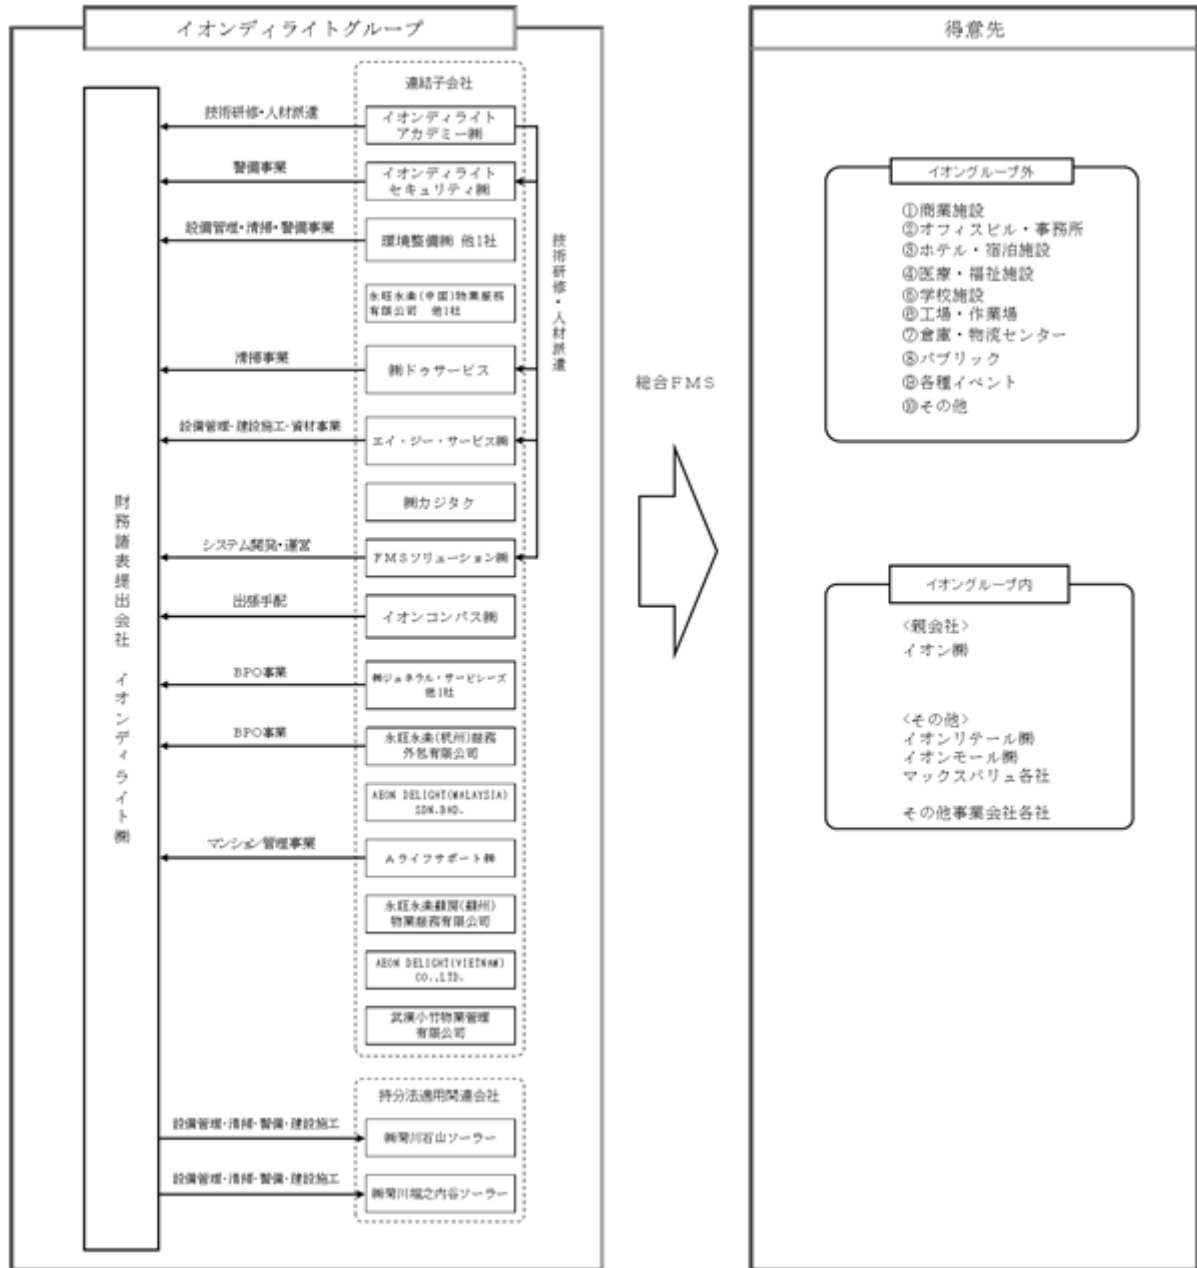 イオンディライトグループ
連結子会社
技術研修・人材派遣
イオンディライト
アカデミー㈱
警備事業
イオンディライト
セキュリティ㈱
設備管理・清掃・警備事業
環境整備㈱ 他1社
永旺永楽(中国)物業服務
有限公司 他1社
清掃事業
㈱ドゥサービス
設備管理・建設施工・資材事業
エイ・ジー・サービス㈱
㈱カジタク
システム開発・運営
FMSソリューション㈱
出張手配
イオンコンパス㈱
BPO事業
㈱ジェネラル・サービシーズ
他1社
BPO事業
永旺永楽(杭州)服務
外包有限公司
AEON DELIGHT(MALAYSIA)
SDN.BHD.
マンション管理事業
Aライフサポート㈱
永旺永楽蘇房(蘇州)
物業服務有限公司
AEON DELIGHT(VIETNAM)
CO.,LTD.
武漢小竹物業管理
有限公司
技術研修・人材派遣
財務諸表提出会社 イオンディライト㈱
持分法適用関連会社
設備管理・清掃・警備・建設施工
㈱菊川石山ソーラー
設備管理・清掃・警備・建設施工
㈱菊川堀之内谷ソーラー
総合FMS
得意先
イオングループ外
①商業施設
②オフィスビル・事務所
③ホテル・宿泊施設
④医療・福祉施設
⑤学校施設
⑥工場・作業場
⑦倉庫・物流センター
⑧パブリック
⑨各種イベント
⑩その他
イオングループ内
<親会社>
イオン㈱
<その他>
イオンリテール㈱
イオンモール㈱
マックスバリュ各社
その他事業会社各社